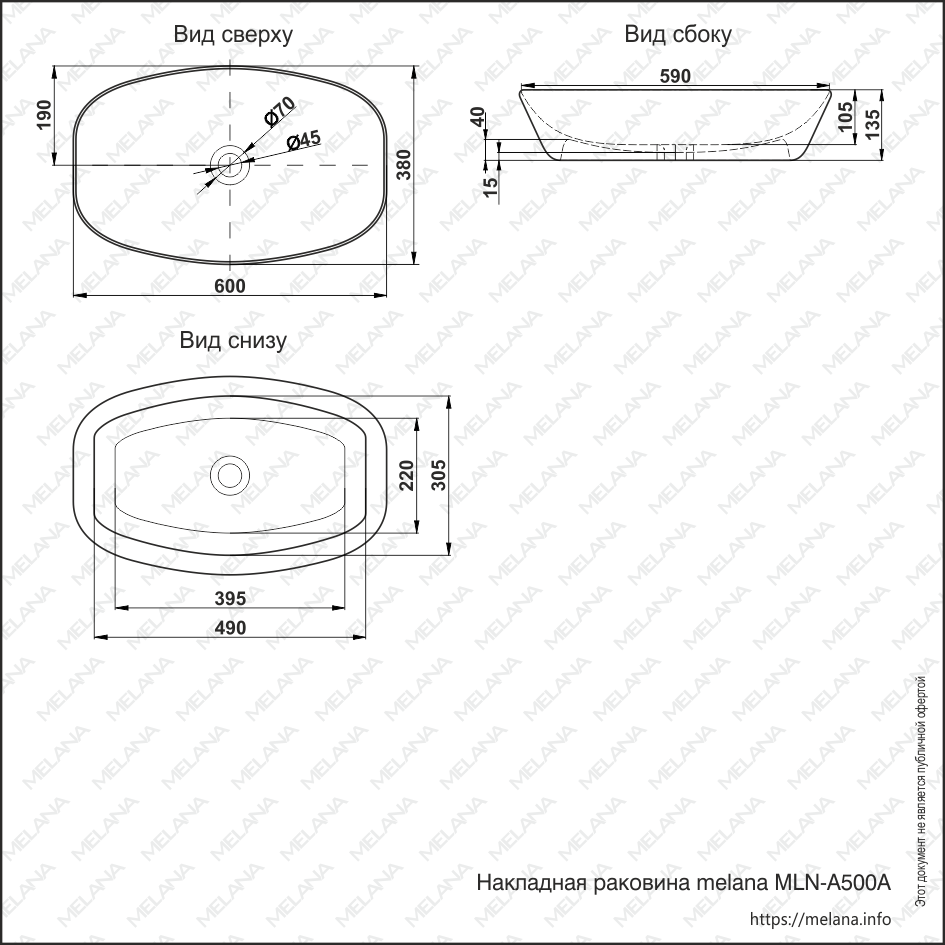 Вид сверху
190
Ø70
Ø45
380
600
Вид сбоку
590
40
15
105
135
Вид снизу
220
305
395
490
Накладная раковина melana MLN-A500A
https://melana.info
Этот документ не является публичной офертой
MELANA